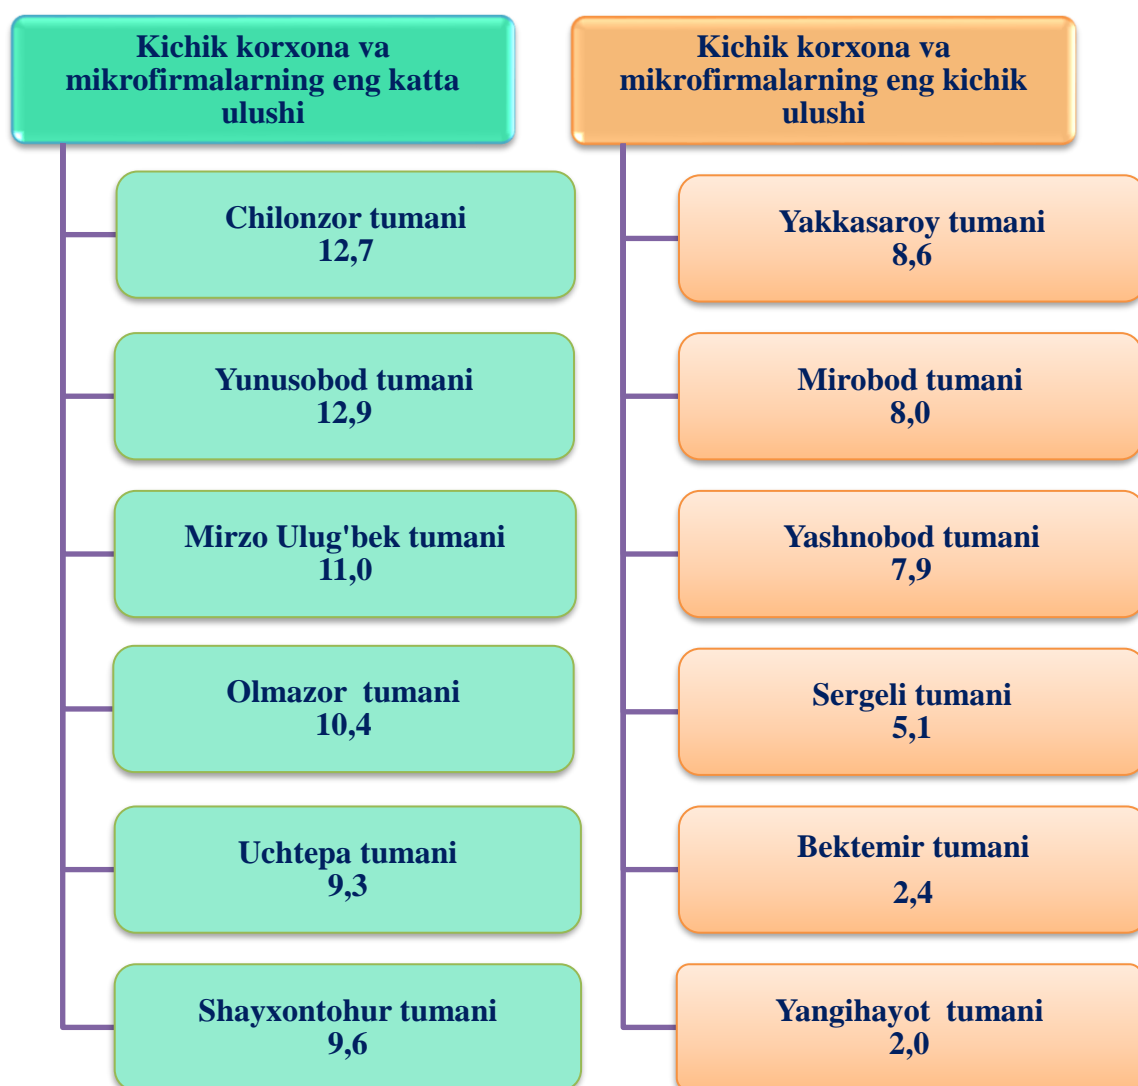 Kichik korxona va
mikrofirmalarning eng katta
ulushi
Chilonzor tumani
12,7
Yunusobod tumani
12,9
Mirzo Ulug'bek tumani
11,0
Olmazor  tumani
10,4
Uchtepa tumani
9,3
Shayxontohur tumani
9,6
Kichik korxona va
mikrofirmalarning eng kichik
ulushi
Yakkasaroy tumani
8,6
Mirobod tumani
8,0
Yashnobod tumani
7,9
Sergeli tumani
5,1
Bektemir tumani
2,4
Yangihayot  tumani
2,0